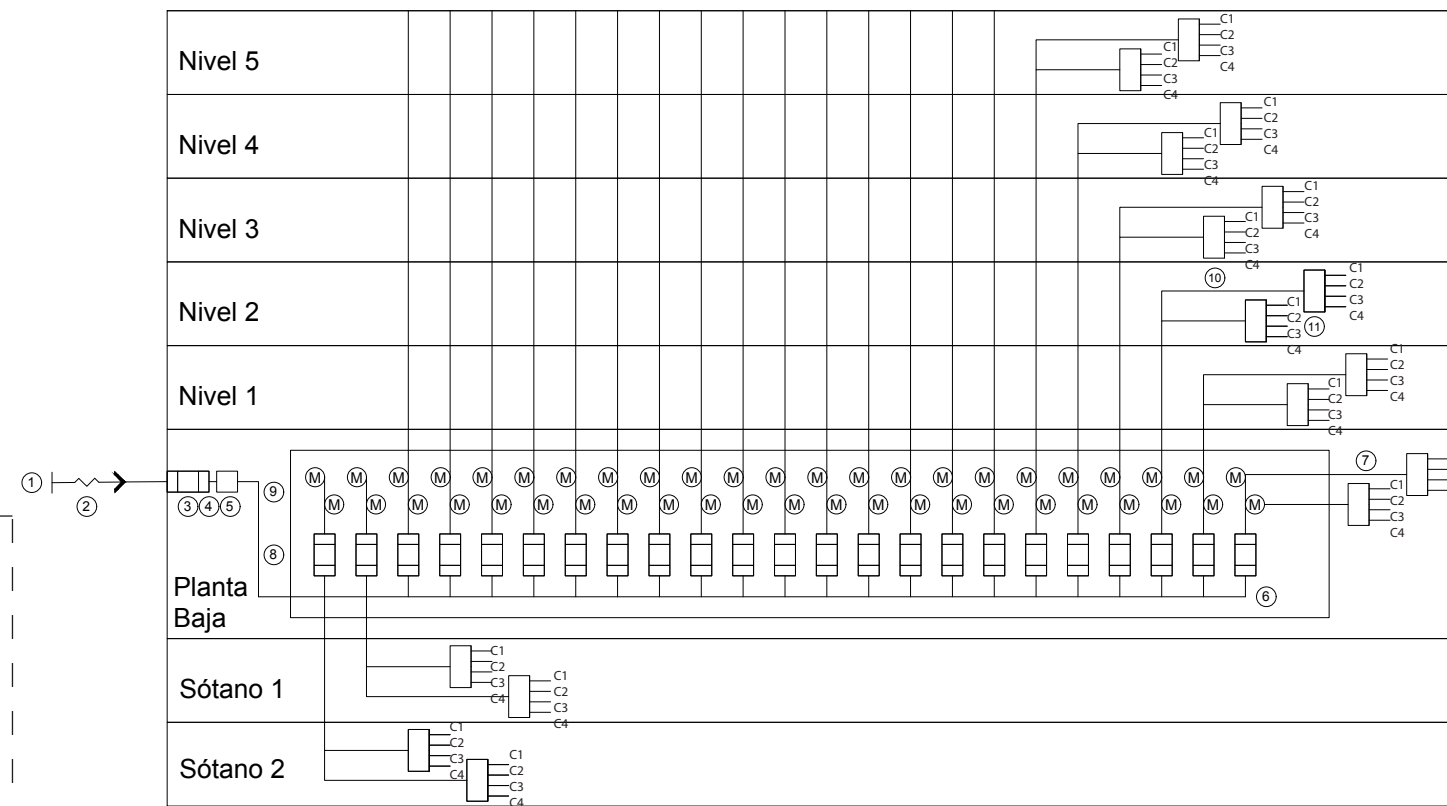 Nivel 5
C1
C2
C3
C4
C1
C2
C3
C4
Nivel 4
C1
C2
C3
C4
C1
C2
C3
C4
Nivel 3
C1
C2
C3
C4
C1
C2
C3
C4
10
Nivel 2
C1
C2
C3
C4
C1
C2
C3
C4
11
Nivel 1
C1
C2
C3
C4
C1
C2
C3
C4
1
2
3
4
5
9
M M M M M M M M M M M M M M M M M M M M M M M
M M M M M M M M M M M M M M M M M M M M M M M
7
C1
C2
C3
C4
8
6
Planta
Baja
Sótano 1
C1
C2
C3
C4
C1
C2
C3
C4
Sótano 2
C1
C2
C3
C4
C1
C2
C3
C4